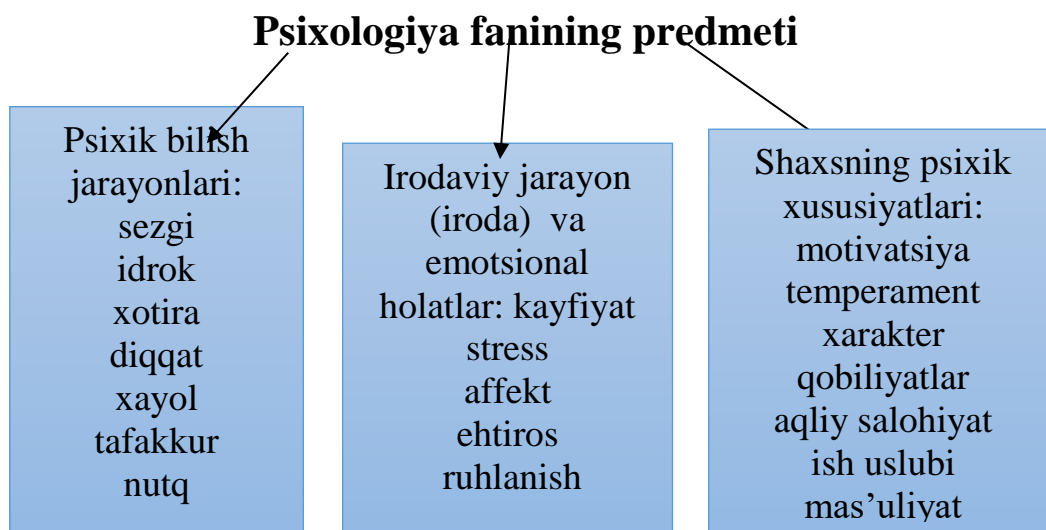 Psixologiya fanining predmeti
Psixik bilish
jarayonlari:
sezgi
idrok
xotira
diqqat
xayol
tafakkur
nutq
Irodaviy jarayon
(iroda) va
emotsional
holatlar: kayfiyat
stress
affekt
ehtiros
ruhlanish
Shaxsning psixik
xususiyatlari:
motivatsiya
temperament
xarakter
qobiliyatlar
aqliy salohiyat
ish uslubi
mas’uliyat